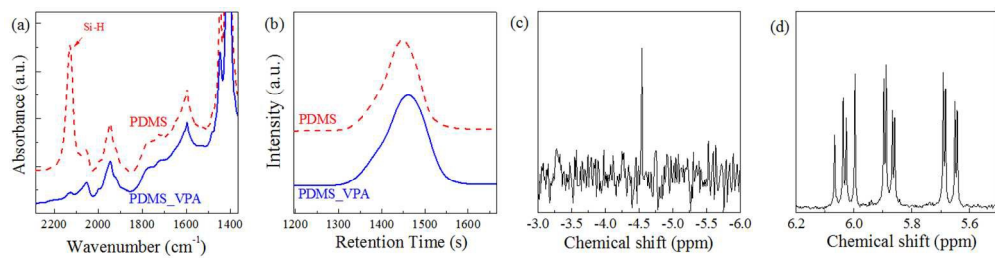 (a)
Si-H
PDMS
PDMS_VPA
Absorbance (a.u.)
2200 2000 1800 1600 1400
Wavenumber (cm-1)
(b)
PDMS
PDMS_VPA
Intensity (a.u.)
1200 1300 1400 1500 1600
Retention Time (s)
(c)
-3.0 -3.5 -4.0 -4.5 -5.0 -5.5 -6.0
Chemical shift (ppm)
(d)
6.2 6.0 5.8 5.6
Chemical shift (ppm)